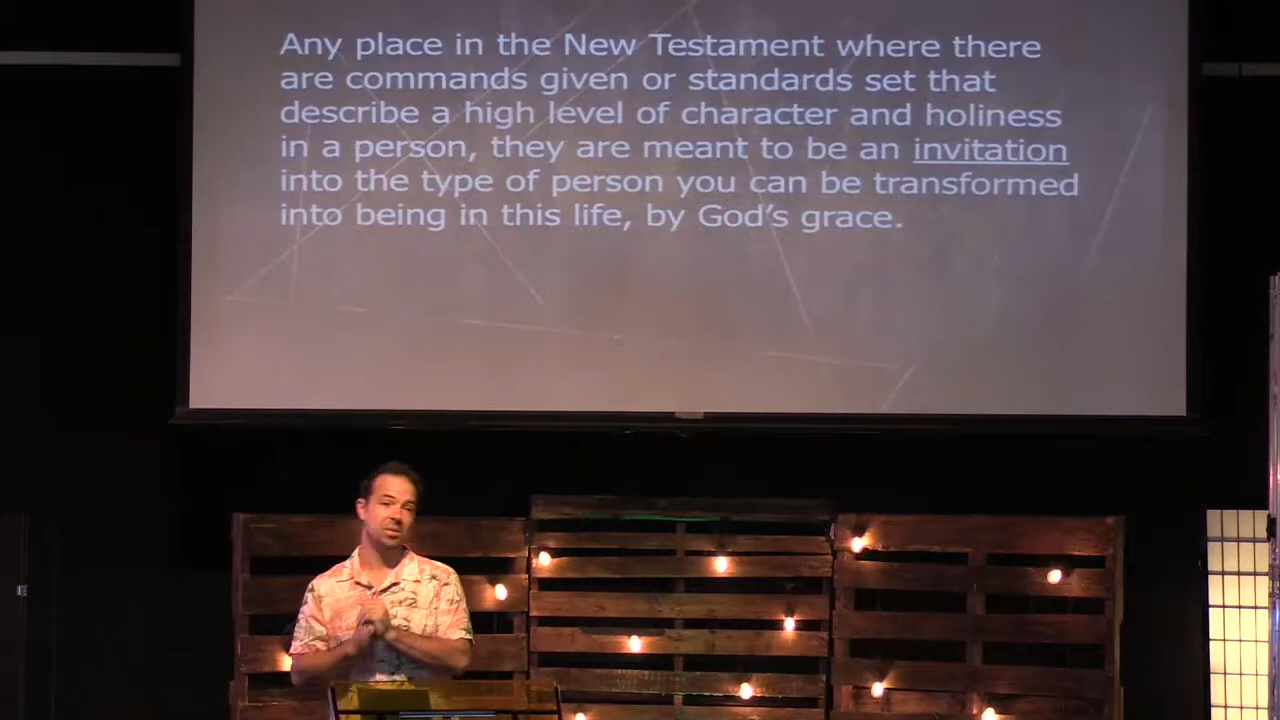 Any place in the New Testament where there
are commands given or standards set that
describe a high level of character and holiness
in a person, they are meant to be an invitation
into the type of person you can be transformed
into being in this life, by God's grace.